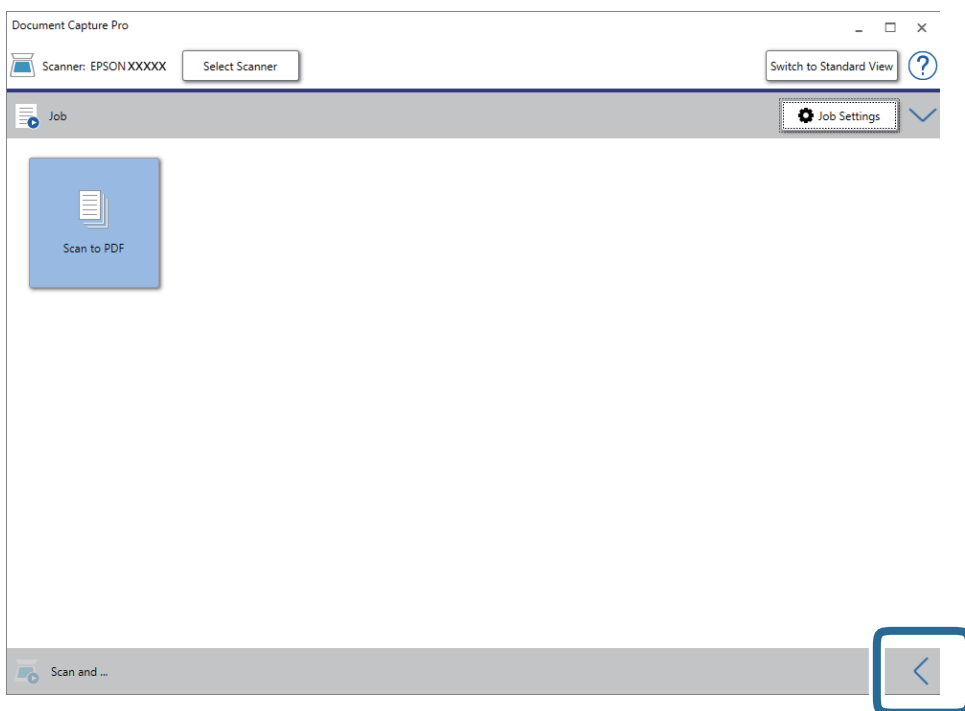 Document Capture Pro
Scanner: EPSON XXXXX Select Scanner Switch to Standard View ?
Job Job Settings
Scan to PDF
Scan and ...